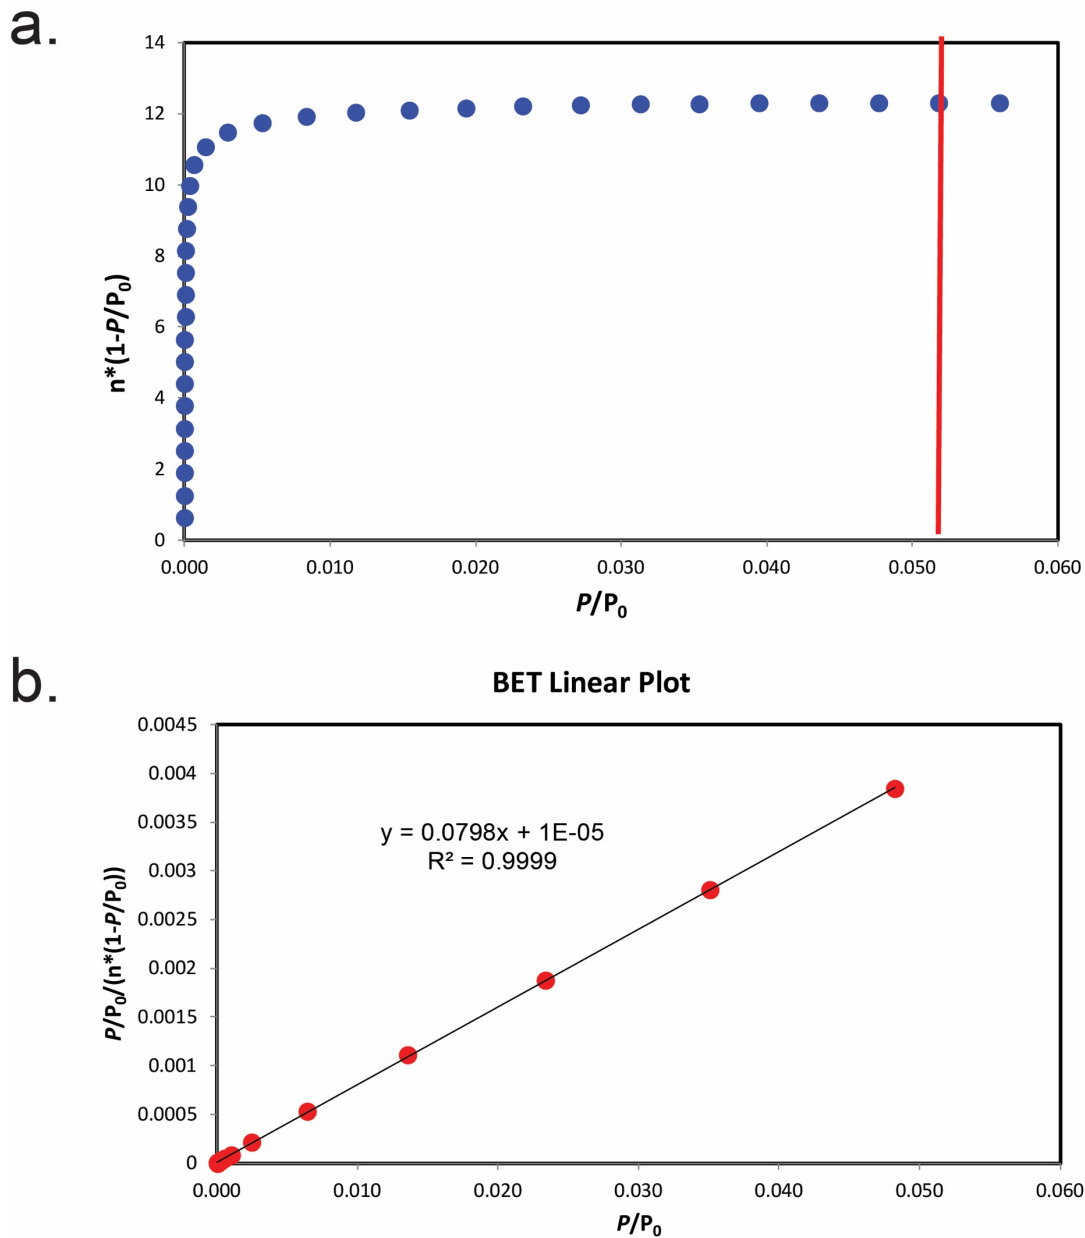 a.
14
12
10
8
6
4
2
0
n*(1-P/P₀)
0.000 0.010 0.020 0.030 0.040 0.050 0.060
P/P₀
b.
BET Linear Plot
0.0045
0.004
0.0035
0.003
0.0025
0.002
0.0015
0.001
0.0005
0
P/P₀/(n*(1-P/P₀))
y = 0.0798x + 1E-05
R² = 0.9999
0.000 0.010 0.020 0.030 0.040 0.050 0.060
P/P₀